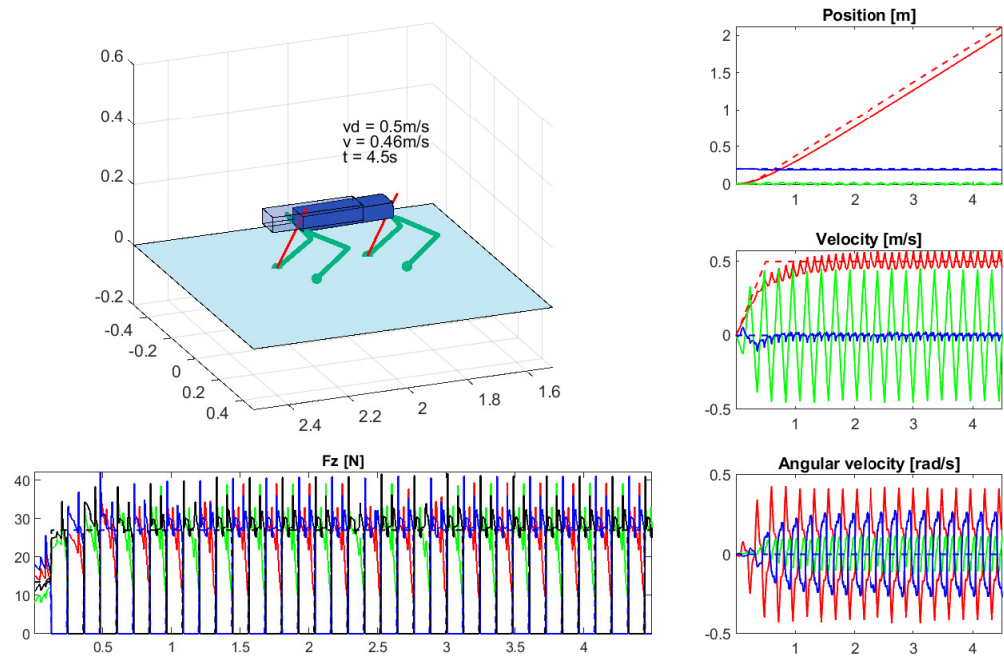 0.6
0.4
0.2
0
-0.2
-0.4
-0.2
0
0.2
0.4
2.4
2.2
2
1.8
1.6
vd = 0.5m/s
v = 0.46m/s
t = 4.5s
Position [m]
2
1.5
1
0.5
0
1 2 3 4
Velocity [m/s]
0.5
0
-0.5
1 2 3 4
Fz [N]
40
30
20
10
0
0.5 1 1.5 2 2.5 3 3.5 4 4.5
Angular velocity [rad/s]
0.5
0
-0.5
1 2 3 4